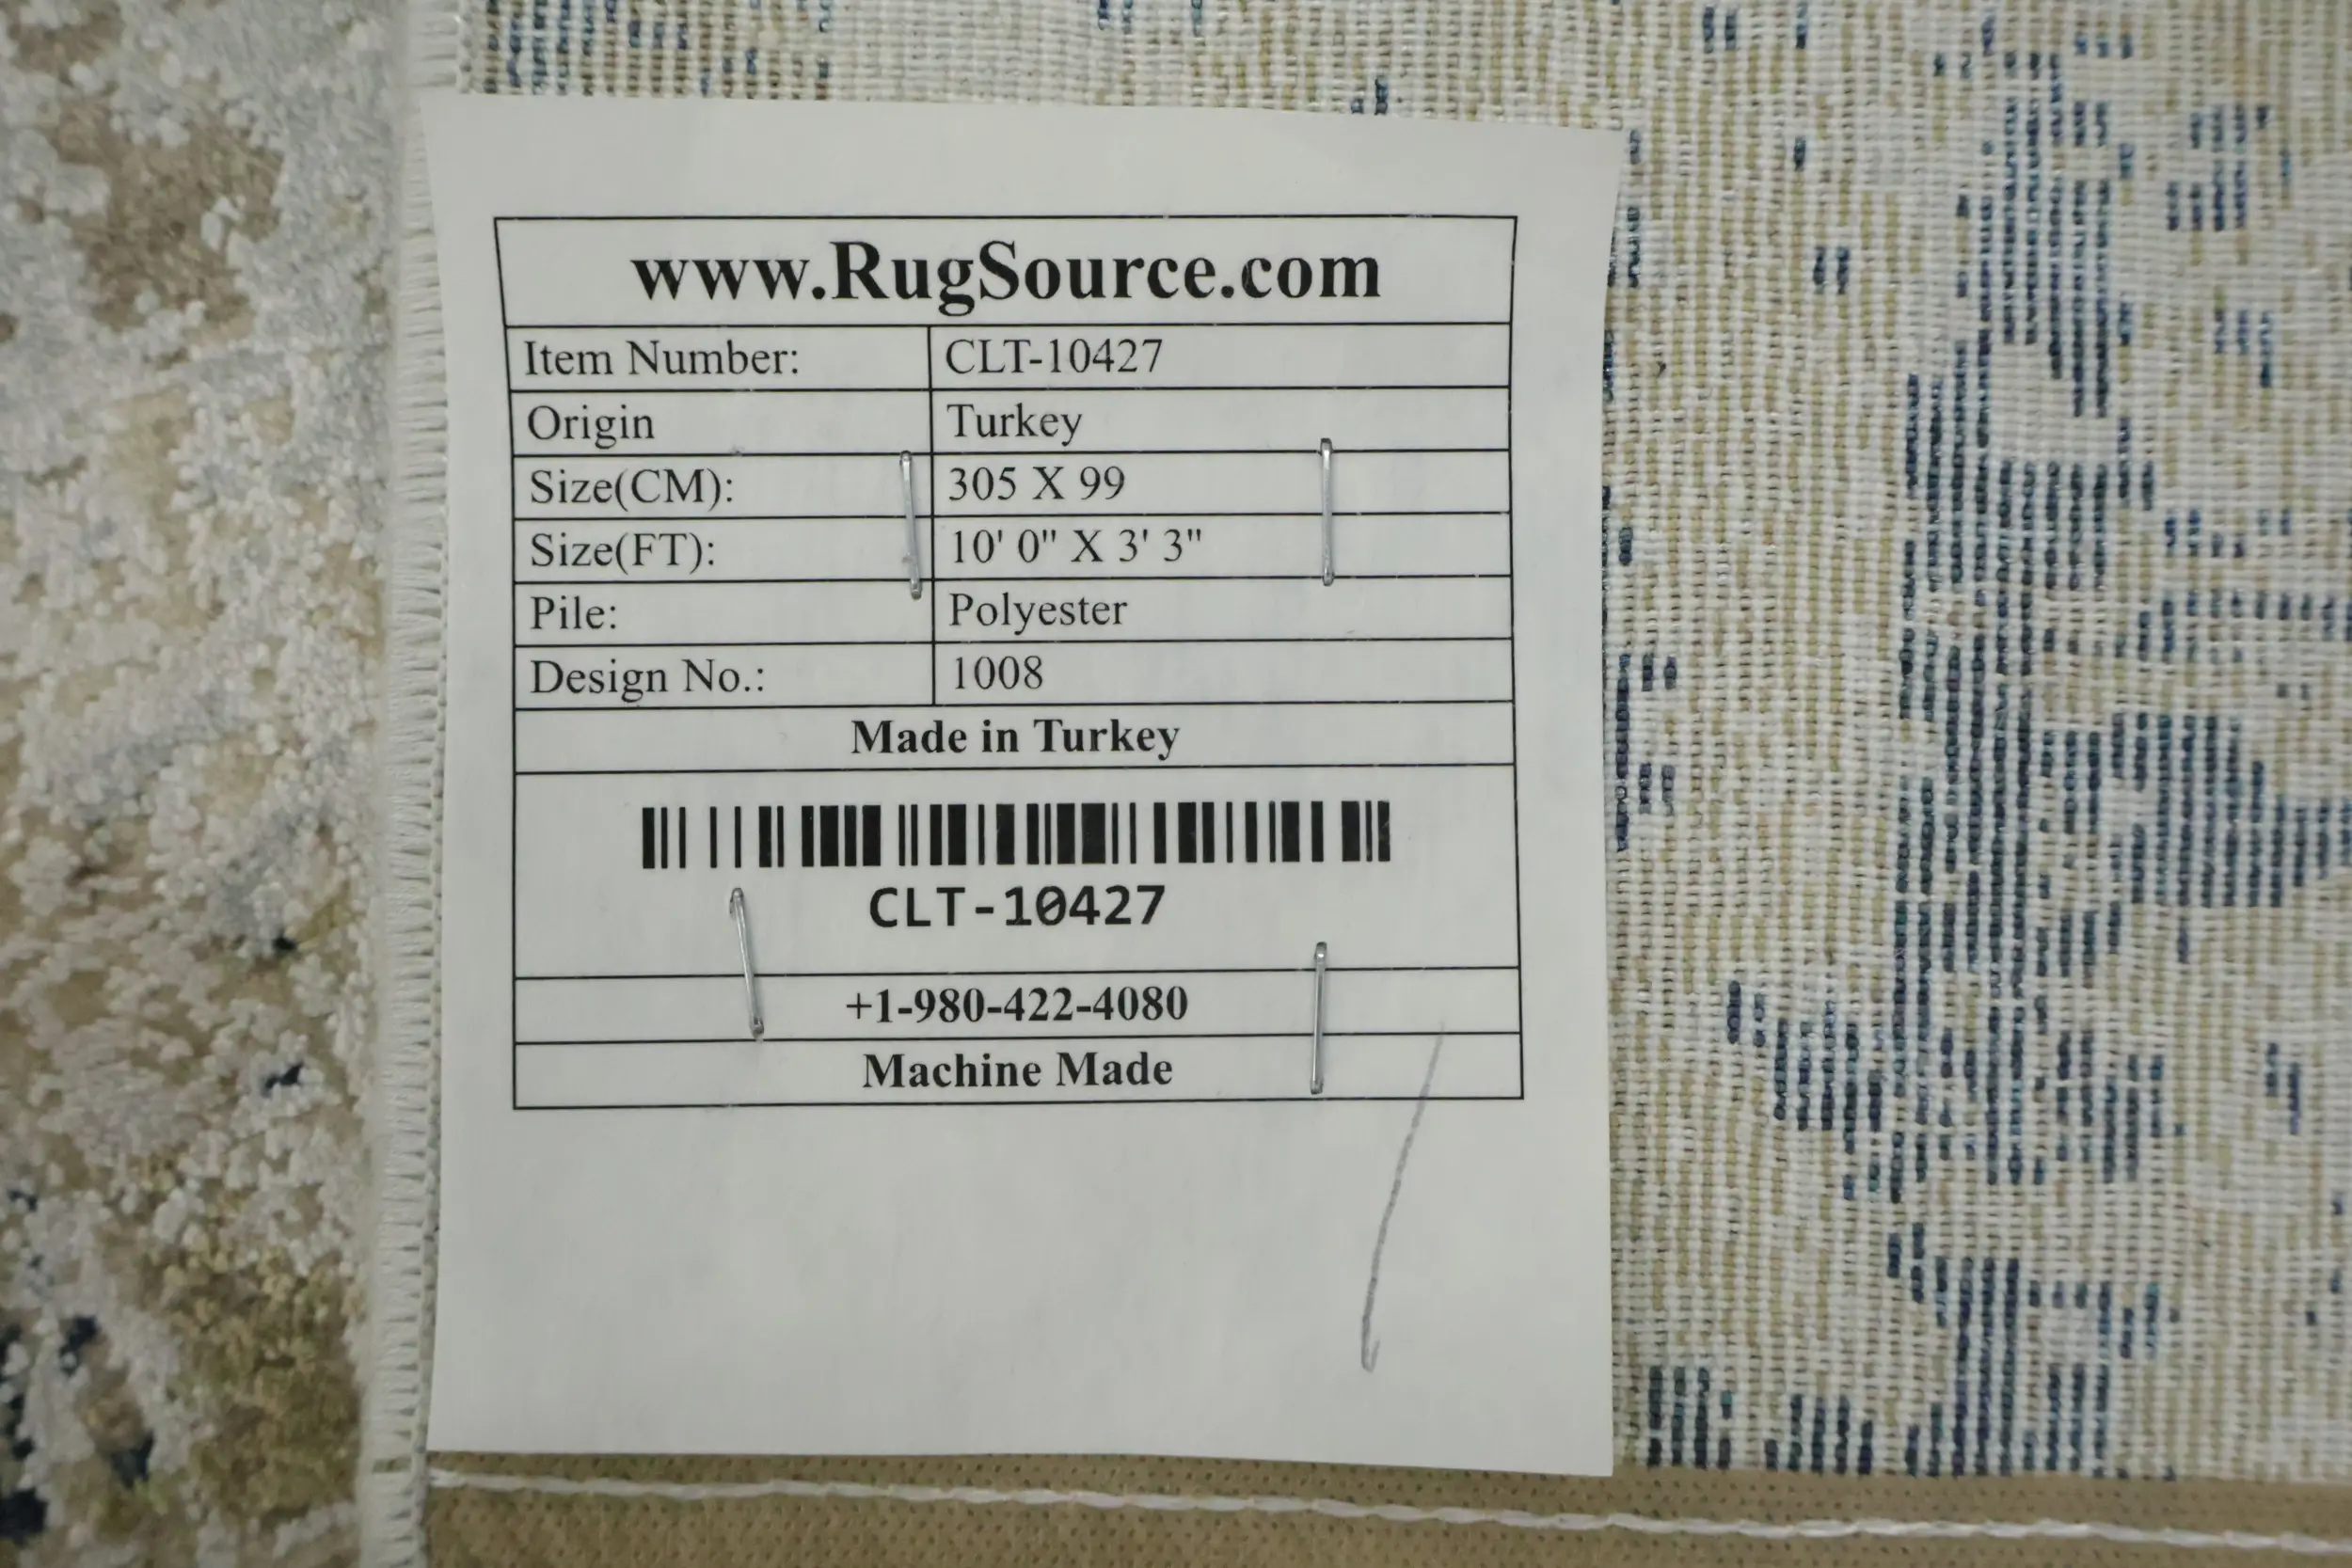 www.RugSource.com
Item Number: CLT-10427
Origin Turkey
Size(CM): 305 X 99
Size(FT): 10' 0" X 3' 3"
Pile: Polyester
Design No.: 1008
Made in Turkey
CLT-10427
+1-980-422-4080
Machine Made